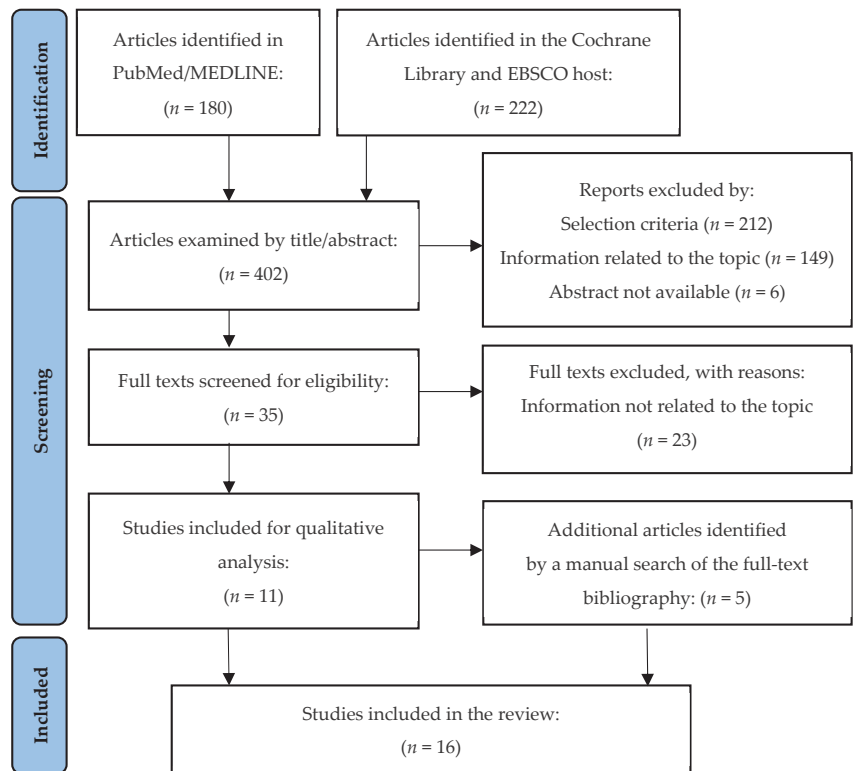 Identification
Articles identified in
PubMed/MEDLINE:
(n = 180)
Articles identified in the Cochrane
Library and EBSCO host:
(n = 222)
Screening
Articles examined by title/abstract:
(n = 402)
Reports excluded by:
Selection criteria (n = 212)
Information related to the topic (n = 149)
Abstract not available (n = 6)
Full texts screened for eligibility:
(n = 35)
Full texts excluded, with reasons:
Information not related to the topic
(n = 23)
Studies included for qualitative
analysis:
(n = 11)
Additional articles identified
by a manual search of the full-text
bibliography: (n = 5)
Included
Studies included in the review:
(n = 16)